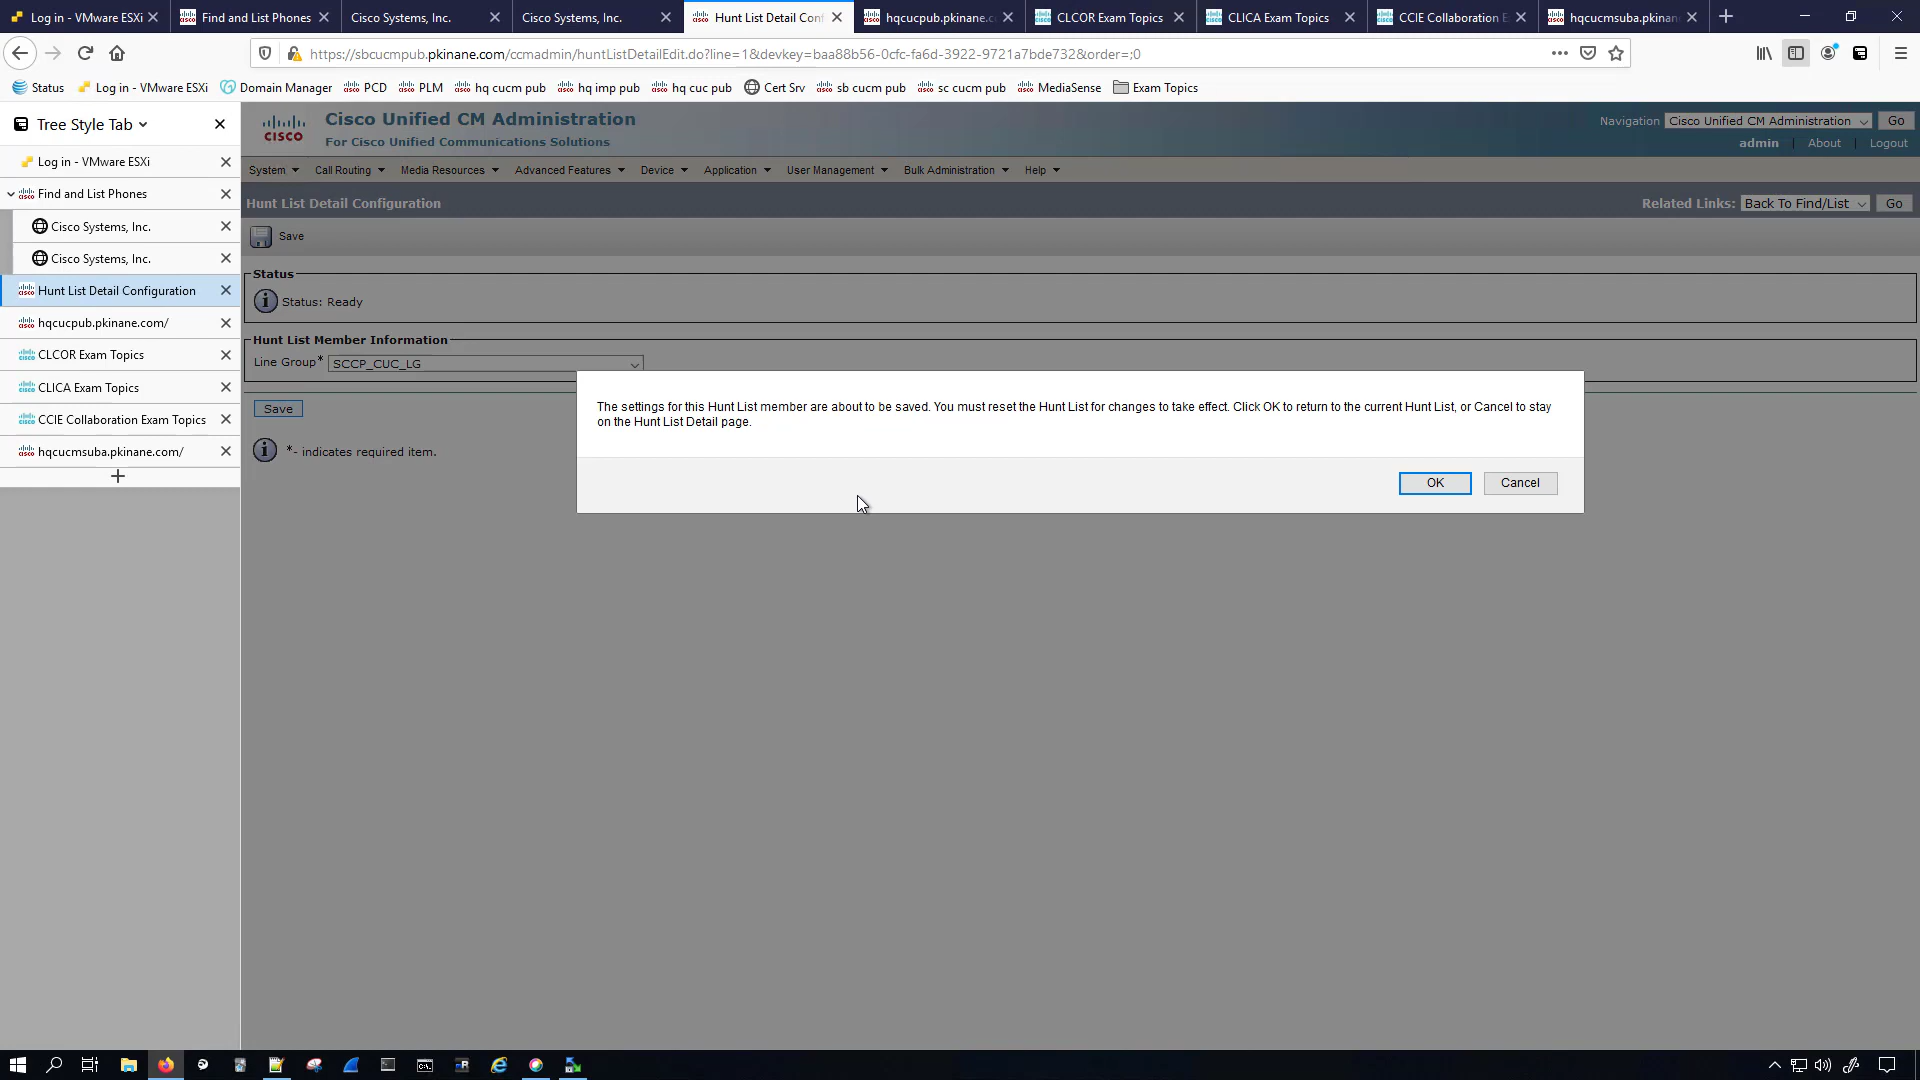 Log in - VMware ESXi
Find and List Phones
Cisco Systems, Inc.
Cisco Systems, Inc.
Hunt List Detail Conf
hqcucpub.pkinane.c
CLCOR Exam Topics
CLICA Exam Topics
CCIE Collaboration E
hqcucmsuba.pkinan
https://sbcucmpub.pkinane.com/ccmadmin/huntListDetailEdit.do?line=1&devkey=baa88b56-0cfc-fa6d-3922-9721a7bde732&order=;0
Status
Log in - VMware ESXi
Domain Manager
PCD
PLM
hq cucm pub
hq imp pub
hq cuc pub
Cert Srv
sb cucm pub
sc cucm pub
MediaSense
Exam Topics
Tree Style Tab
Log in - VMware ESXi
Find and List Phones
Cisco Systems, Inc.
Cisco Systems, Inc.
Hunt List Detail Configuration
hqcucpub.pkinane.com/
CLCOR Exam Topics
CLICA Exam Topics
CCIE Collaboration Exam Topics
hqcucmsuba.pkinane.com/
CISCO
Cisco Unified CM Administration
For Cisco Unified Communications Solutions
Navigation Cisco Unified CM Administration Go
admin About Logout
System Call Routing Media Resources Advanced Features Device Application User Management Bulk Administration Help
Hunt List Detail Configuration
Related Links: Back To Find/List Go
Save
Status
Status: Ready
Hunt List Member Information
Line Group* SCCP_CUC_LG
Save
*- indicates required item.
The settings for this Hunt List member are about to be saved. You must reset the Hunt List for changes to take effect. Click OK to return to the current Hunt List, or Cancel to stay
on the Hunt List Detail page.
OK Cancel